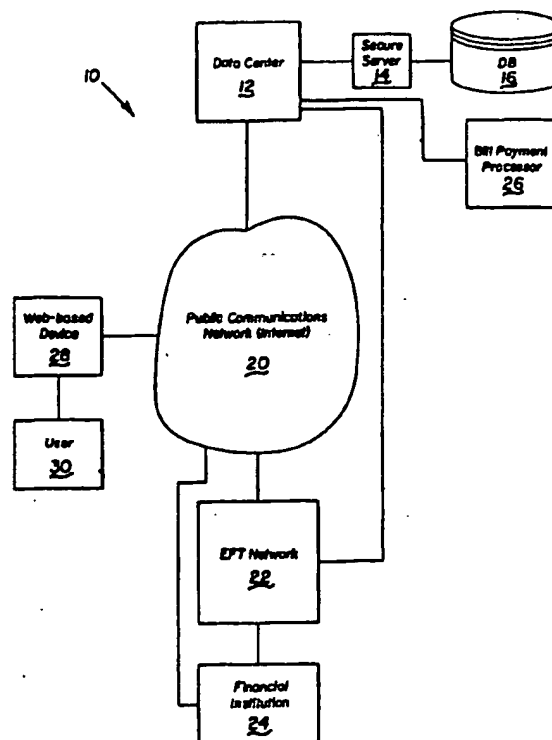 10
Data Center
12
Secure
Server
14
DB
16
Bill Payment
Processor
26
Public Communications
Network (Internet)
20
Web-based
Device
28
User
30
EFT Network
22
Financial
Institution
24